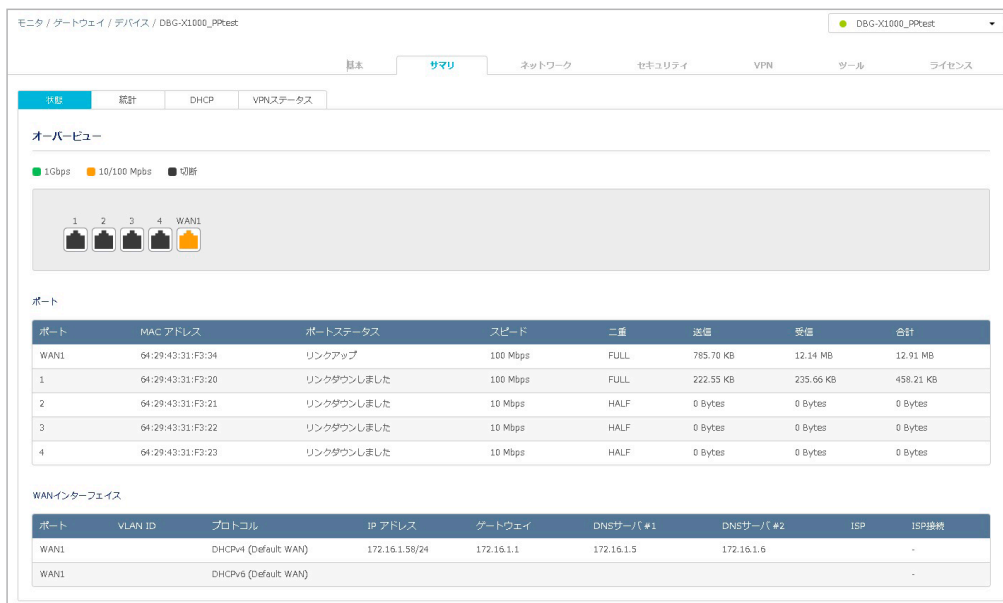 モニタ / ゲートウェイ / デバイス / DBG-X1000_PPtest
DBG-X1000_PPtest
基本 サマリ ネットワーク セキュリティ VPN ツール ライセンス
状態 統計 DHCP VPNステータス
オーバービュー
1Gbps 10/100 Mpbs 切断
1 2 3 4 WAN1
ポート
ポート MAC アドレス ポートステータス スピード 二重 送信 受信 合計
WAN1 64:29:43:31:F3:34 リンクアップ 100 Mbps FULL 785.70 KB 12.14 MB 12.91 MB
1 64:29:43:31:F3:20 リンクダウンしました 100 Mbps FULL 222.55 KB 235.66 KB 458.21 KB
2 64:29:43:31:F3:21 リンクダウンしました 10 Mbps HALF 0 Bytes 0 Bytes 0 Bytes
3 64:29:43:31:F3:22 リンクダウンしました 10 Mbps HALF 0 Bytes 0 Bytes 0 Bytes
4 64:29:43:31:F3:23 リンクダウンしました 10 Mbps HALF 0 Bytes 0 Bytes 0 Bytes
WANインターフェイス
ポート VLAN ID プロトコル IP アドレス ゲートウェイ DNSサーバ #1 DNSサーバ #2 ISP ISP接続
WAN1 DHCPv4 (Default WAN) 172.16.1.58/24 172.16.1.1 172.16.1.5 172.16.1.6 -
WAN1 DHCPv6 (Default WAN) -